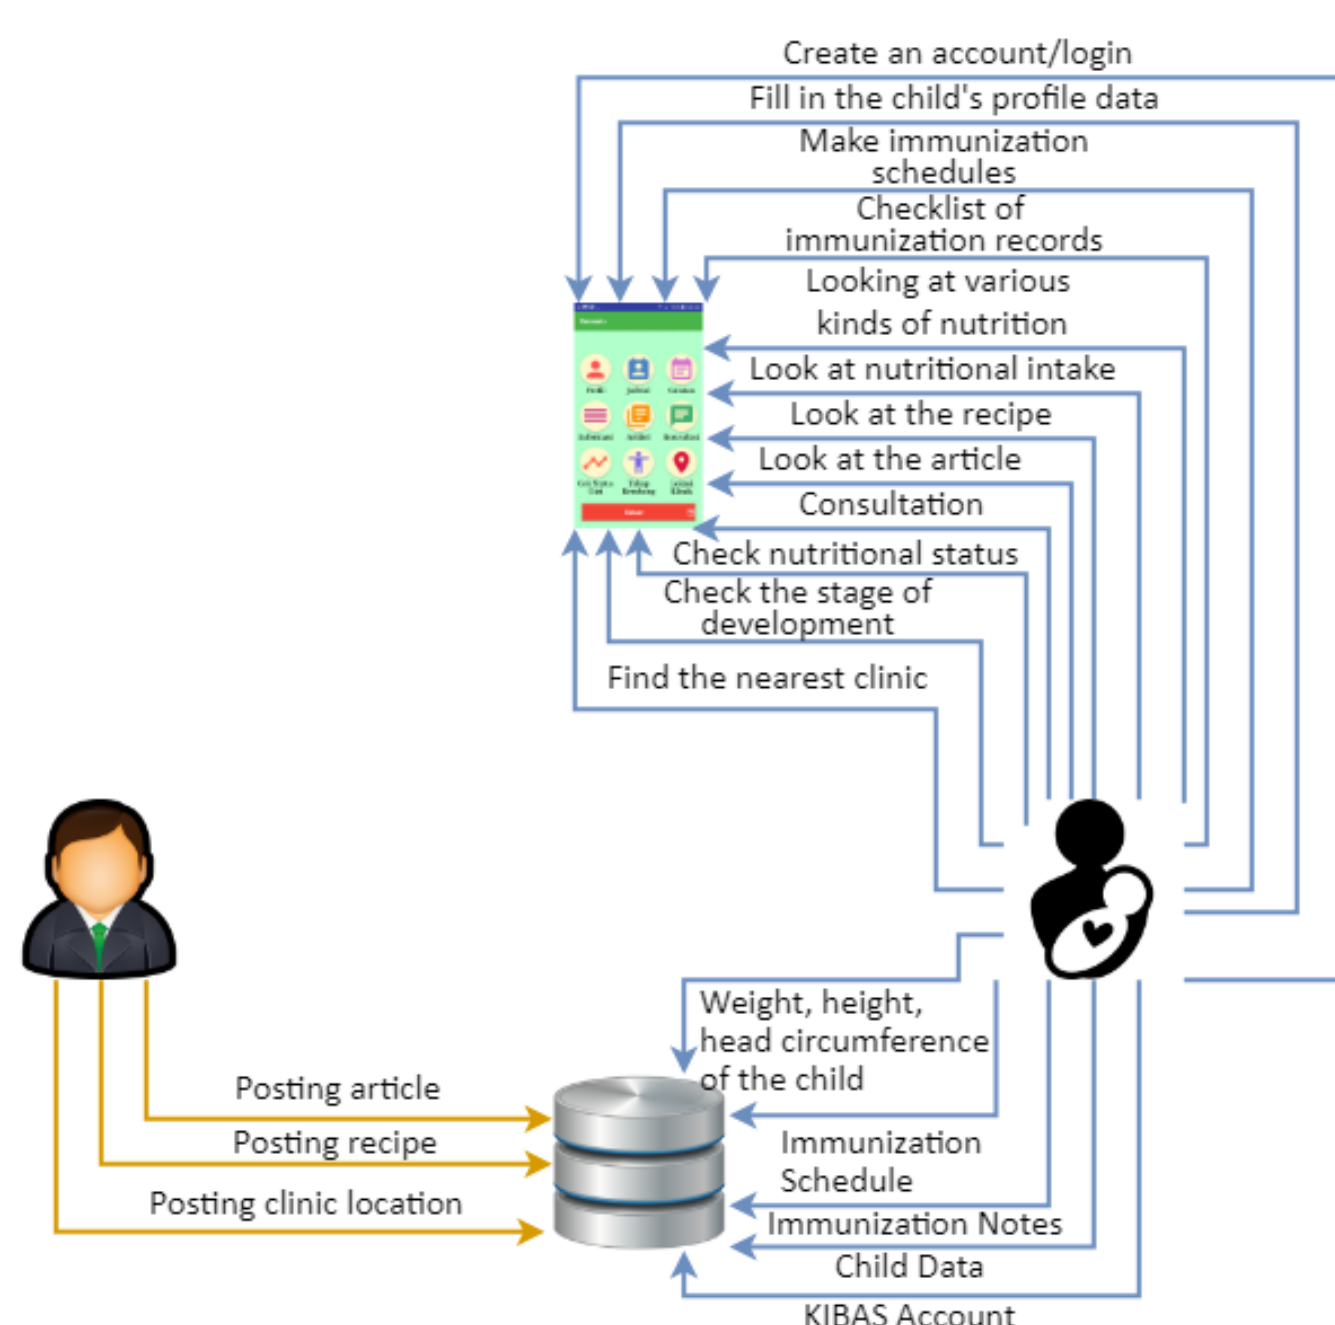 Create an account/login
Fill in the child's profile data
Make immunization
schedules
Checklist of
immunization records
Looking at various
kinds of nutrition
Look at nutritional intake
Look at the recipe
Look at the article
Consultation
Check nutritional status
Check the stage of
development
Find the nearest clinic
Weight, height,
head circumference
of the child
Posting article
Posting recipe
Posting clinic location
Immunization
Schedule
Immunization Notes
Child Data
KIBAS Account